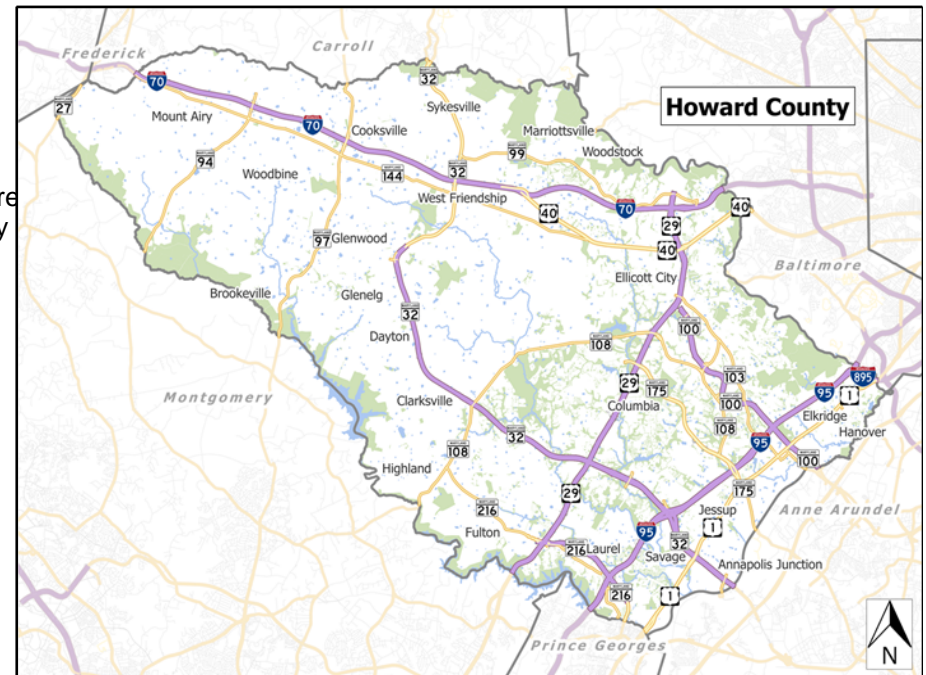 Frederick
Carroll
32
70
27
Sykesville
Howard County
Mount Airy
70
Cooksville
Marriottsville
99
Woodstock
94
144
32
Woodbine
re
West Friendship
40
70
29
40
y
97
Glenwood
40
Baltimore
Ellicott City
Brookeville
Glenelg
32
100
Dayton
108
895
103
95
29
175
1
Montgomery
Clarksville
Columbia
100
Elkridge
108
Hanover
32
95
108
100
Highland
175
29
216
Jessup
Anne Arundel
Fulton
1
95
32
216
Laurel
Savage
Annapolis Junction
216
1
Prince Georges
N